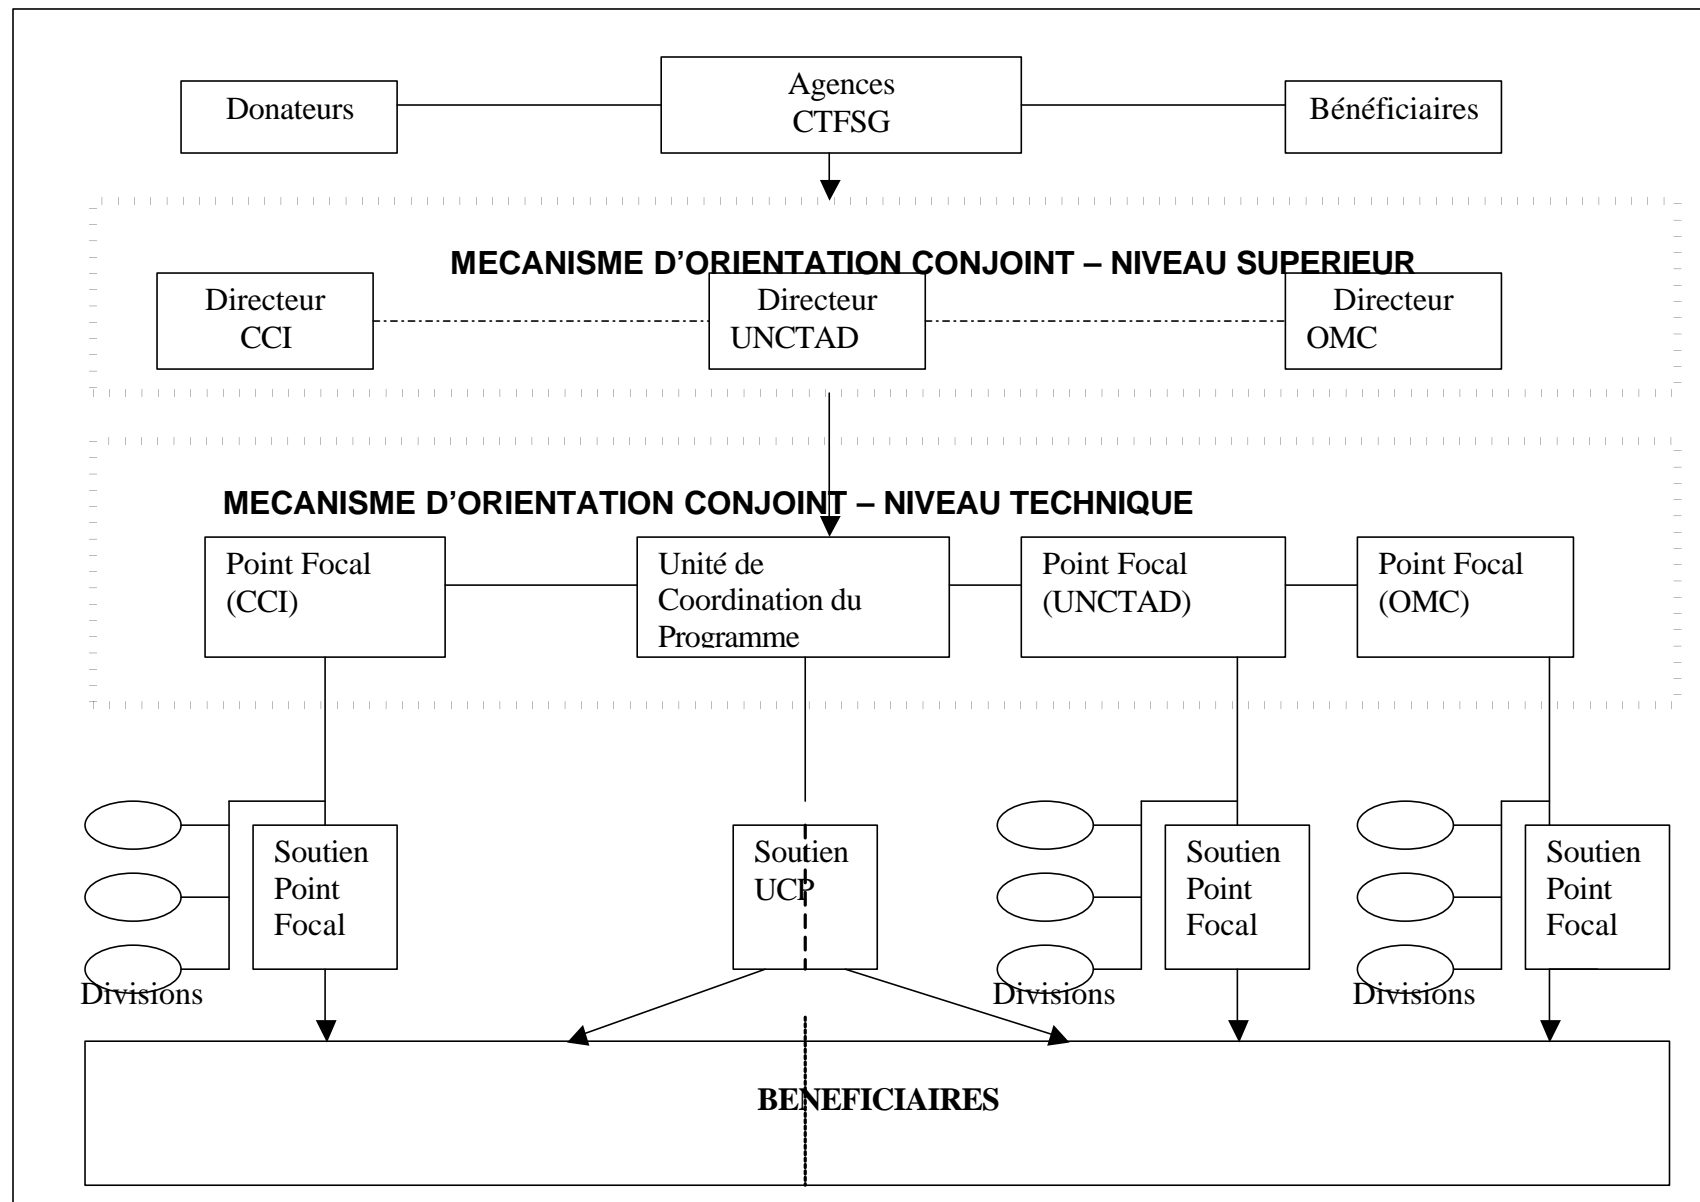 Donateurs
Agences
CTFSG
Bénéficiaires
MECANISME D'ORIENTATION CONJOINT – NIVEAU SUPERIEUR
Directeur
CCI
Directeur
UNCTAD
Directeur
OMC
MECANISME D'ORIENTATION CONJOINT – NIVEAU TECHNIQUE
Point Focal
(CCI)
Unité de
Coordination du
Programme
Point Focal
(UNCTAD)
Point Focal
(OMC)
Divisions
Soutien
Point
Focal
Soutien
UCP
Divisions
Soutien
Point
Focal
Divisions
Soutien
Point
Focal
BENEFICIAIRES